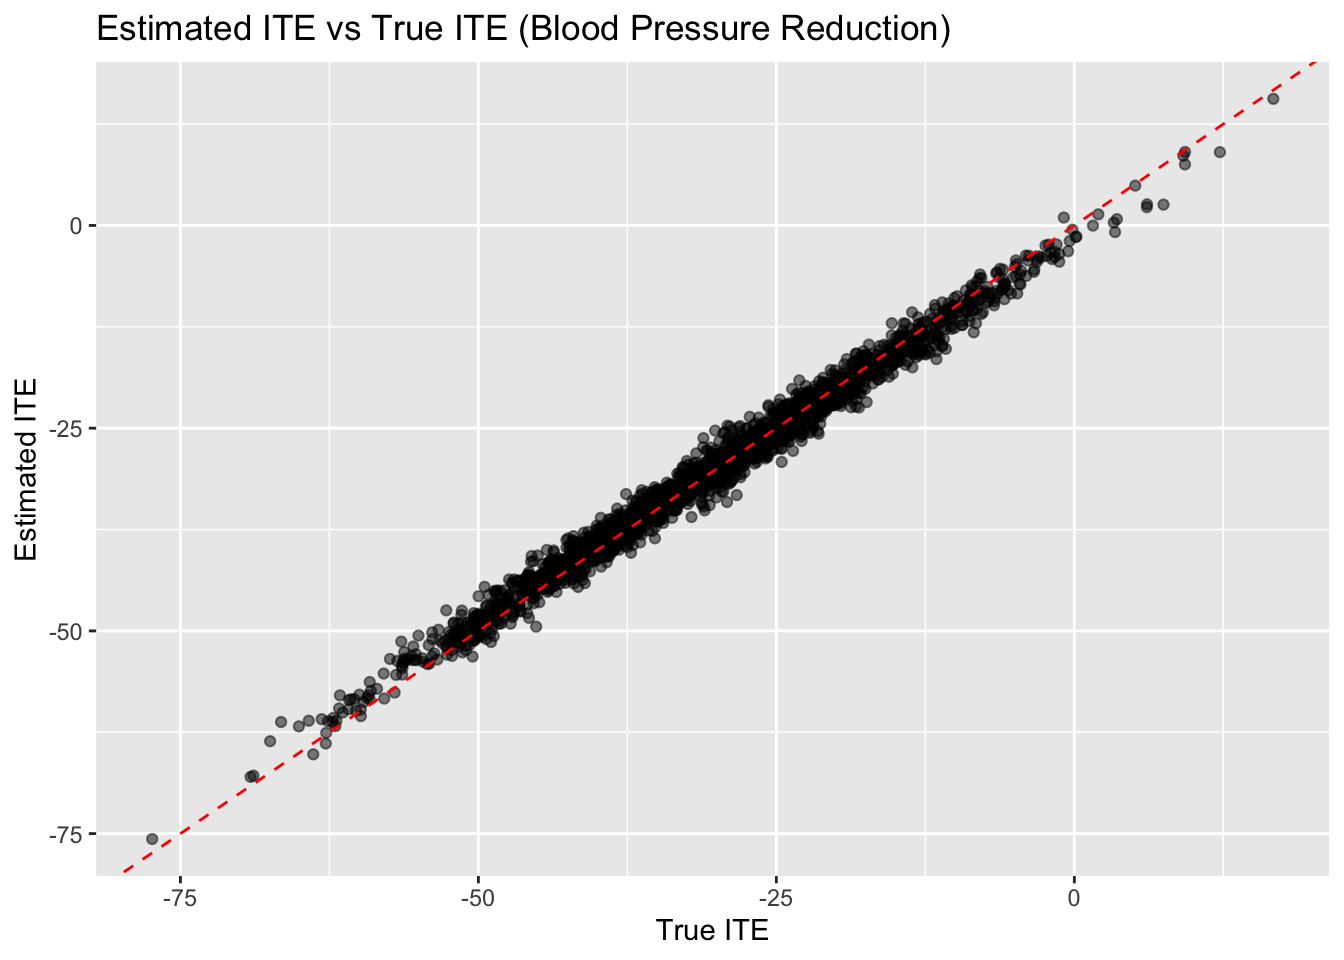 Estimated ITE vs True ITE (Blood Pressure Reduction)
Estimated ITE
0
-25
-50
-75
-75 -50 -25 0
True ITE